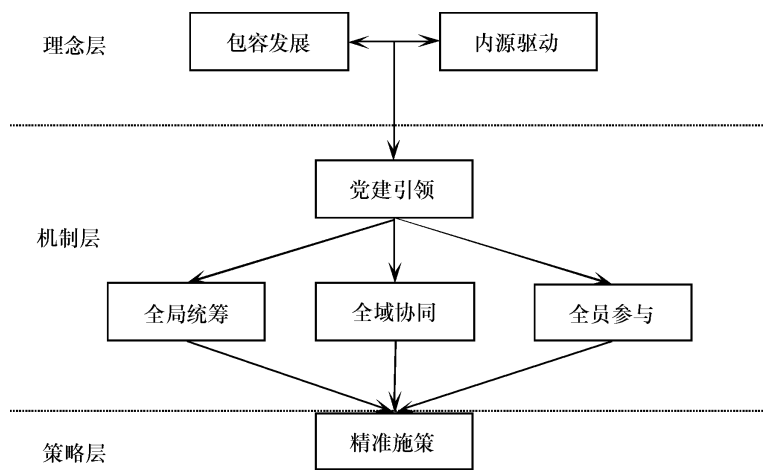 理念层
包容发展
内源驱动
党建引领
机制层
全局统筹
全域协同
全员参与
精准施策
策略层